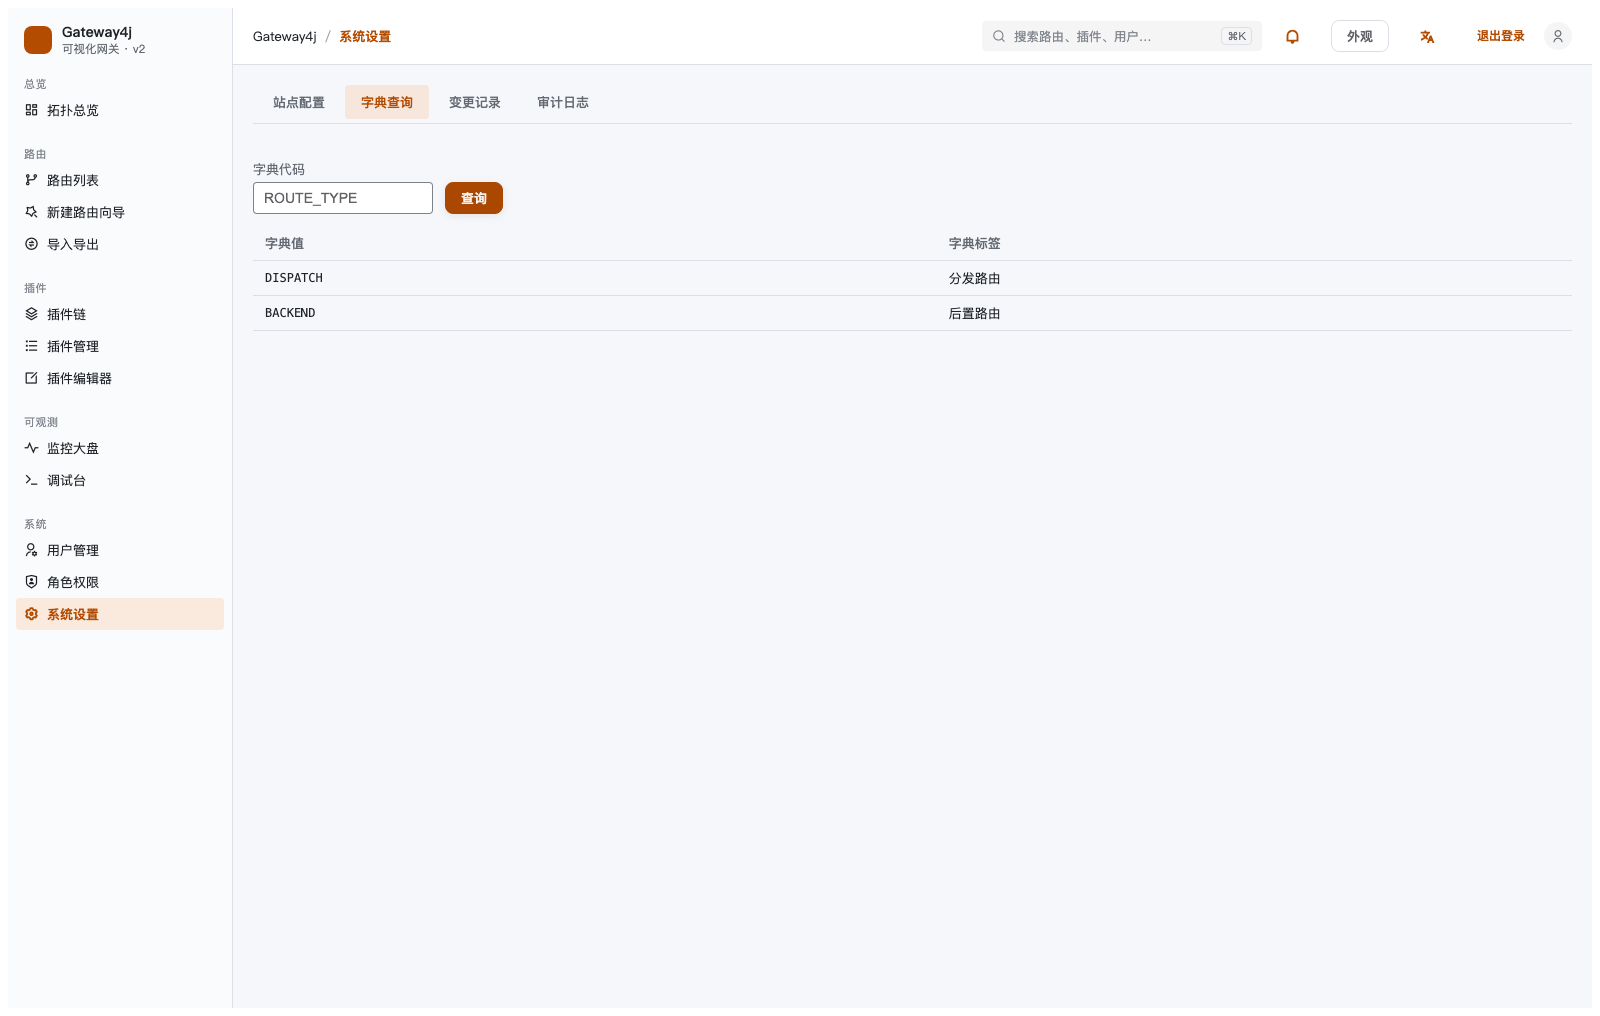 Gateway4j
可视化网关 · v2
总览
拓扑总览
路由
路由列表
新建路由向导
导入导出
插件
插件链
插件管理
插件编辑器
可观测
监控大盘
调试台
系统
用户管理
角色权限
系统设置
Gateway4j / 系统设置
搜索路由、插件、用户… ⌘K
外观
退出登录
站点配置 字典查询 变更记录 审计日志
字典代码
ROUTE_TYPE 查询
字典值 字典标签
DISPATCH 分发路由
BACKEND 后置路由